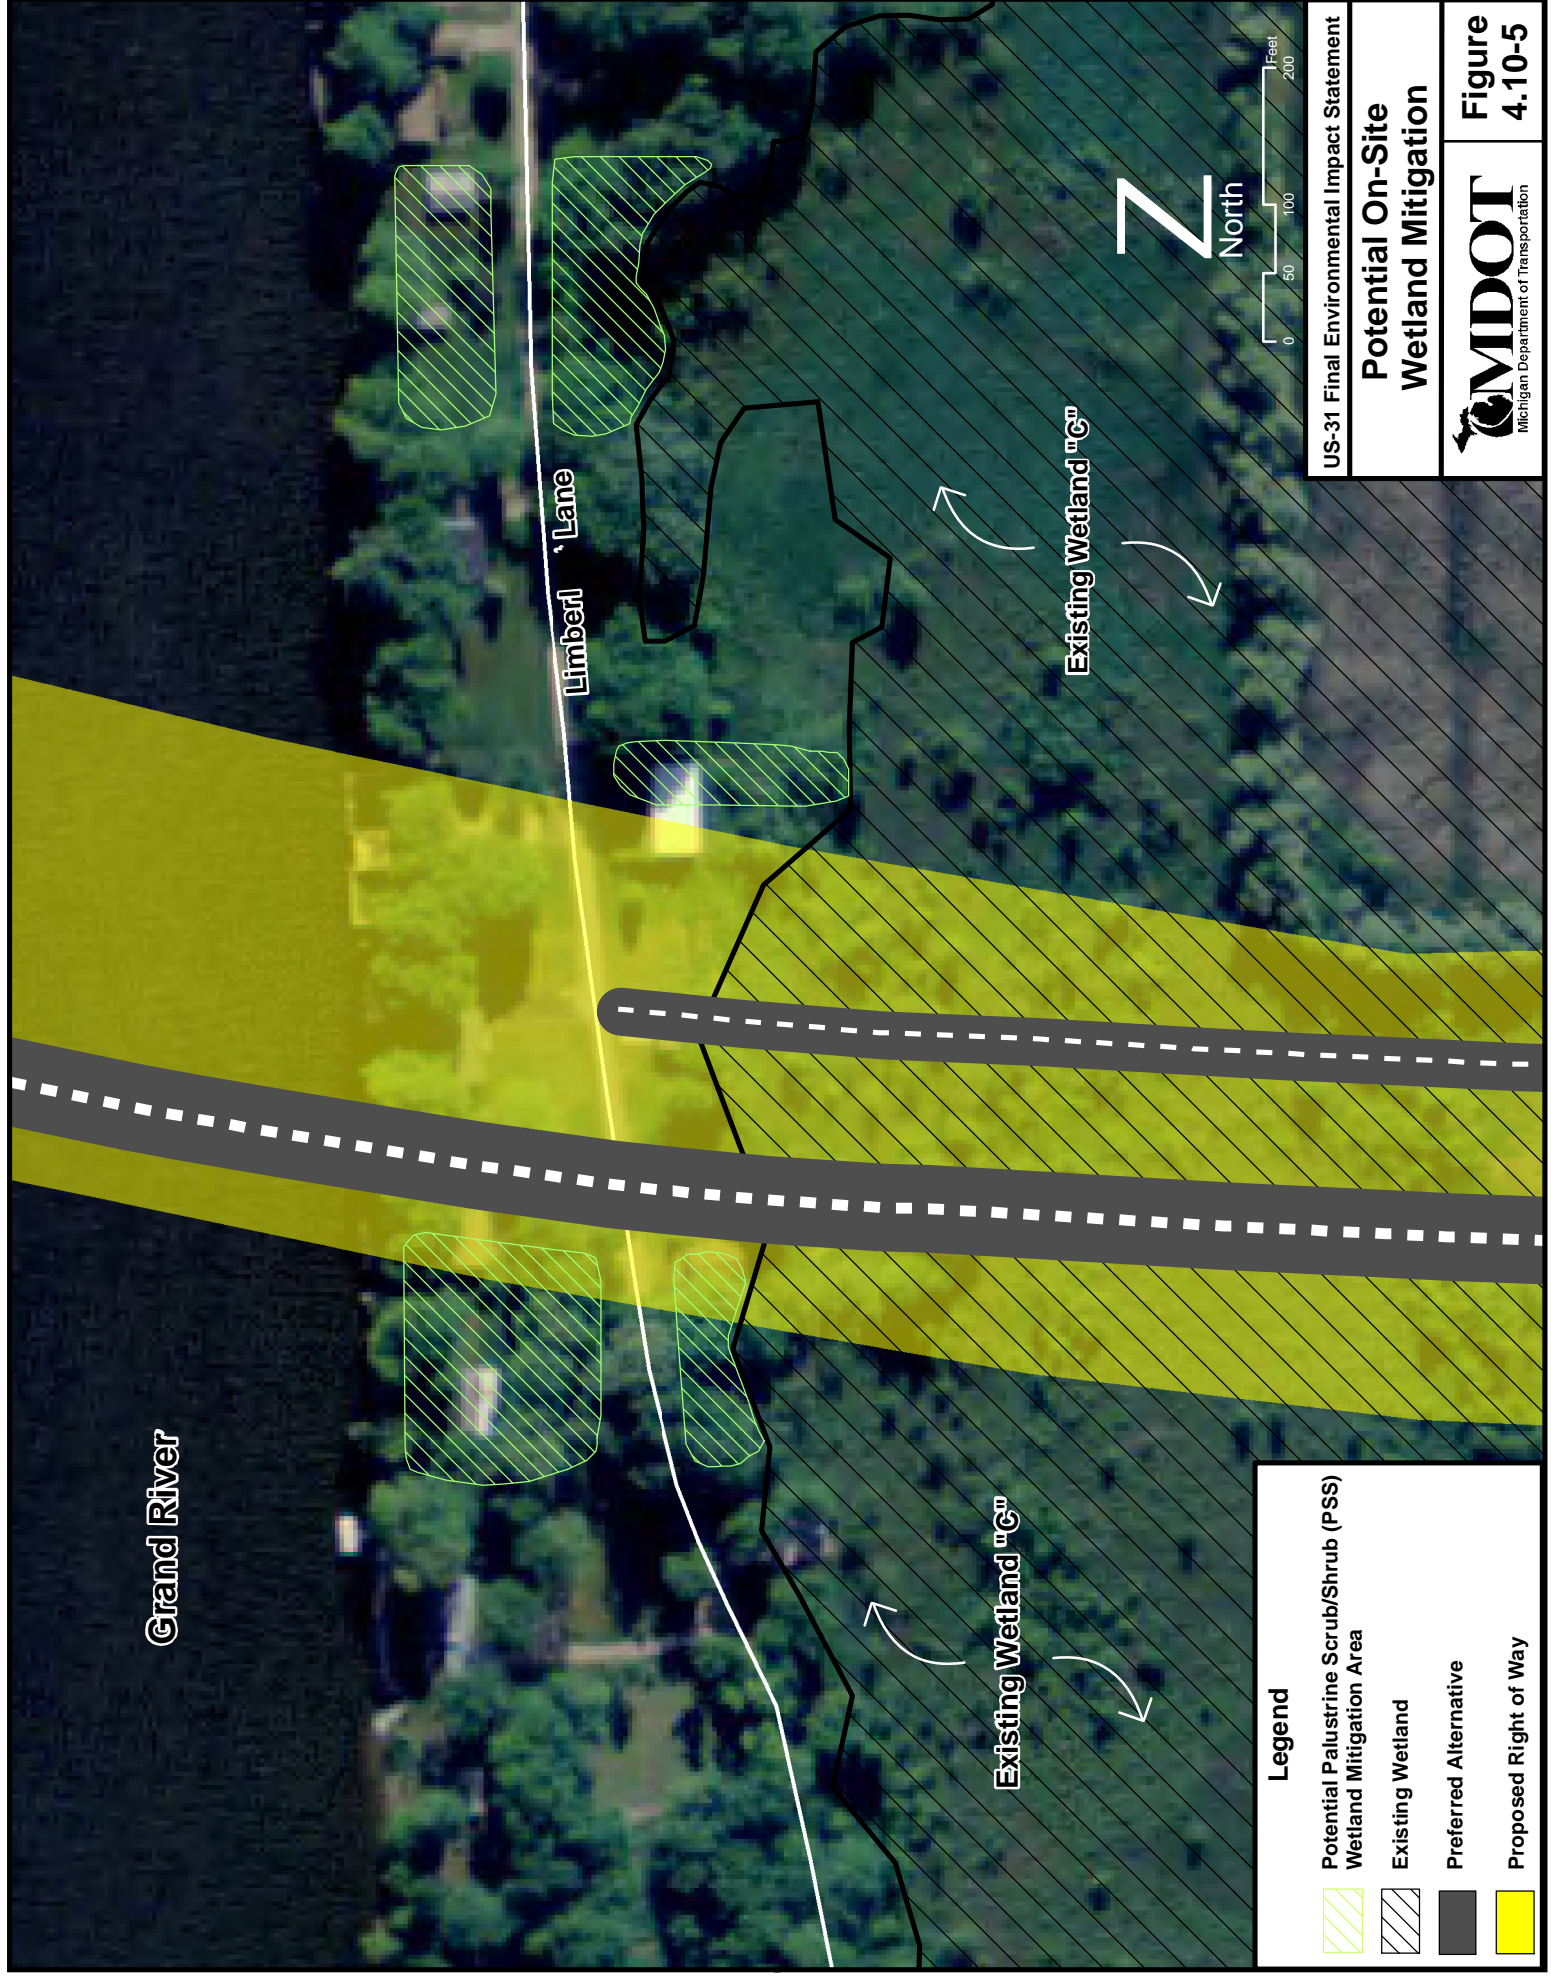 Grand River
Limberl
Lane
Existing Wetland "C"
Existing Wetland "C"
North
0
50
100
200
Feet
Legend
Potential Palustrine Scrub/Shrub (PSS)
Wetland Mitigation Area
Existing Wetland
Preferred Alternative
Proposed Right of Way
US-31 Final Environmental Impact Statement
Potential On-Site
Wetland Mitigation
MDOT
Michigan Department of Transportation
Figure
4.10-5